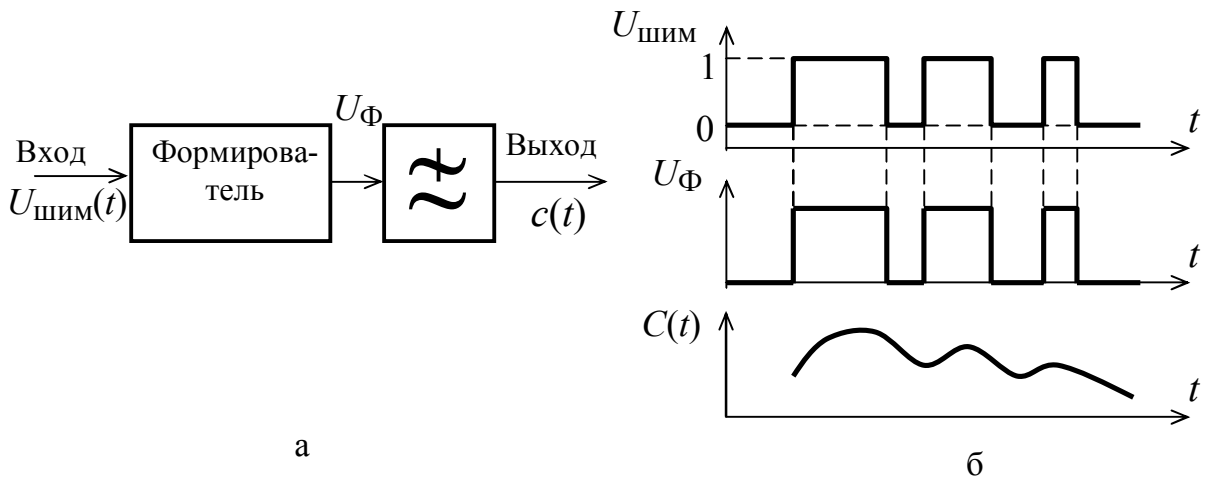 Вход
U_ШИМ(t)
Формирова-
тель
U_Ф
Выход
c(t)
а
U_ШИМ
1
0
t
U_Ф
t
C(t)
t
б